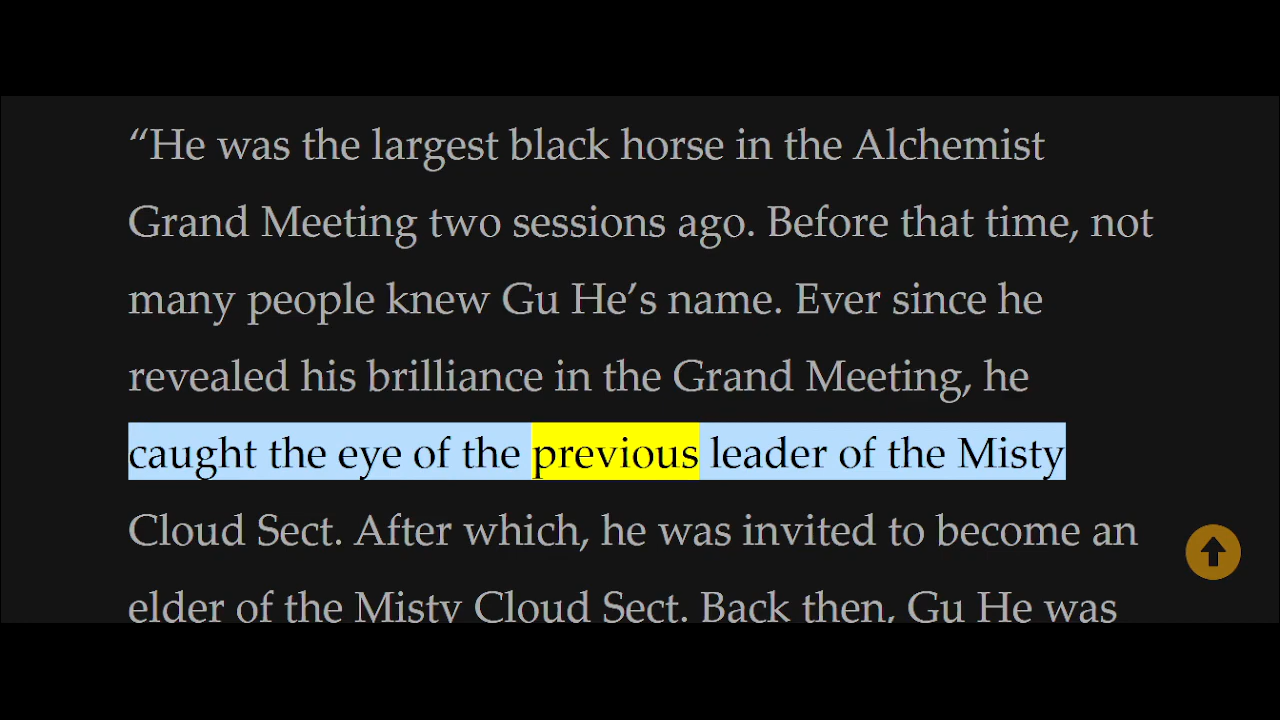 “He was the largest black horse in the Alchemist
Grand Meeting two sessions ago. Before that time, not
many people knew Gu He’s name. Ever since he
revealed his brilliance in the Grand Meeting, he
caught the eye of the previous leader of the Misty
Cloud Sect. After which, he was invited to become an
elder of the Misty Cloud Sect. Back then, Gu He was